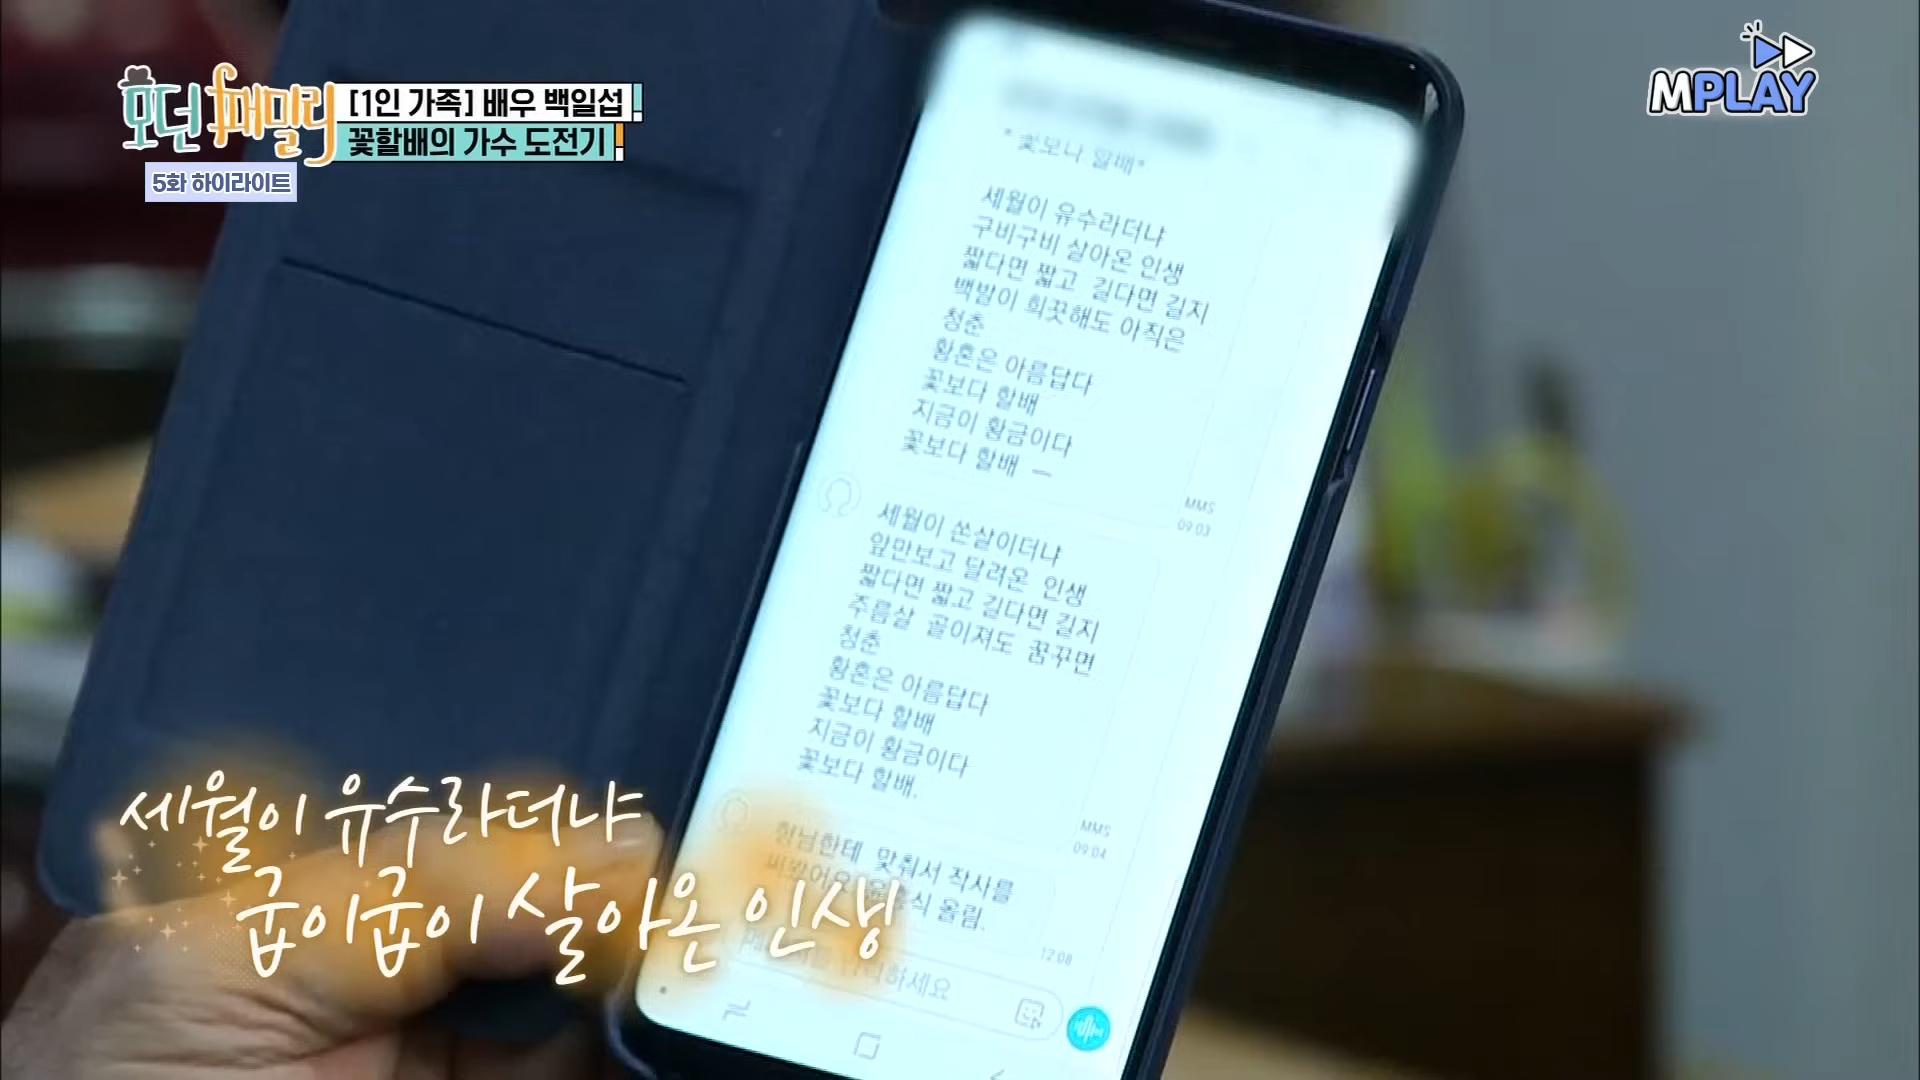 모던 패밀리
[1인 가족] 배우 백일섭
꽃할배의 가수 도전기
5화 하이라이트
MPLAY
세월이 유수라더냐
구비구비 살아온 인생
짧다면 짧고 길다면 길지
백발이 희끗해도 아직은
청춘
황혼은 아름답다
꽃보다 할배
지금이 황금이다
꽃보다 할배 ㅡ
MMS
09:03
세월이 쏜살이더냐
앞만보고 달려온 인생
짧다면 짧고 길다면 길지
주름살 골이져도 꿈꾸면
청춘
황혼은 아름답다
꽃보다 할배
지금이 황금이다
꽃보다 할배.
MMS
09:04
형님한테 맞춰서 작사를
올림.
12:08
세월이 유수라더냐
굽이굽이 살아온 인생